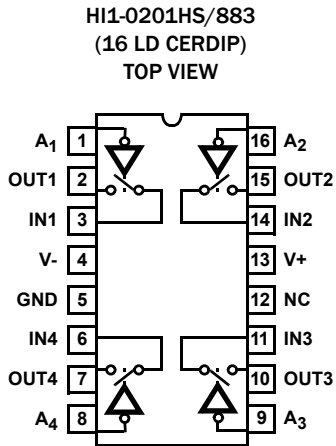 HI1-0201HS/883
(16 LD CERDIP)
TOP VIEW
A1 1 16 A2
OUT1 2 15 OUT2
IN1 3 14 IN2
V- 4 13 V+
GND 5 12 NC
IN4 6 11 IN3
OUT4 7 10 OUT3
A4 8 9 A3